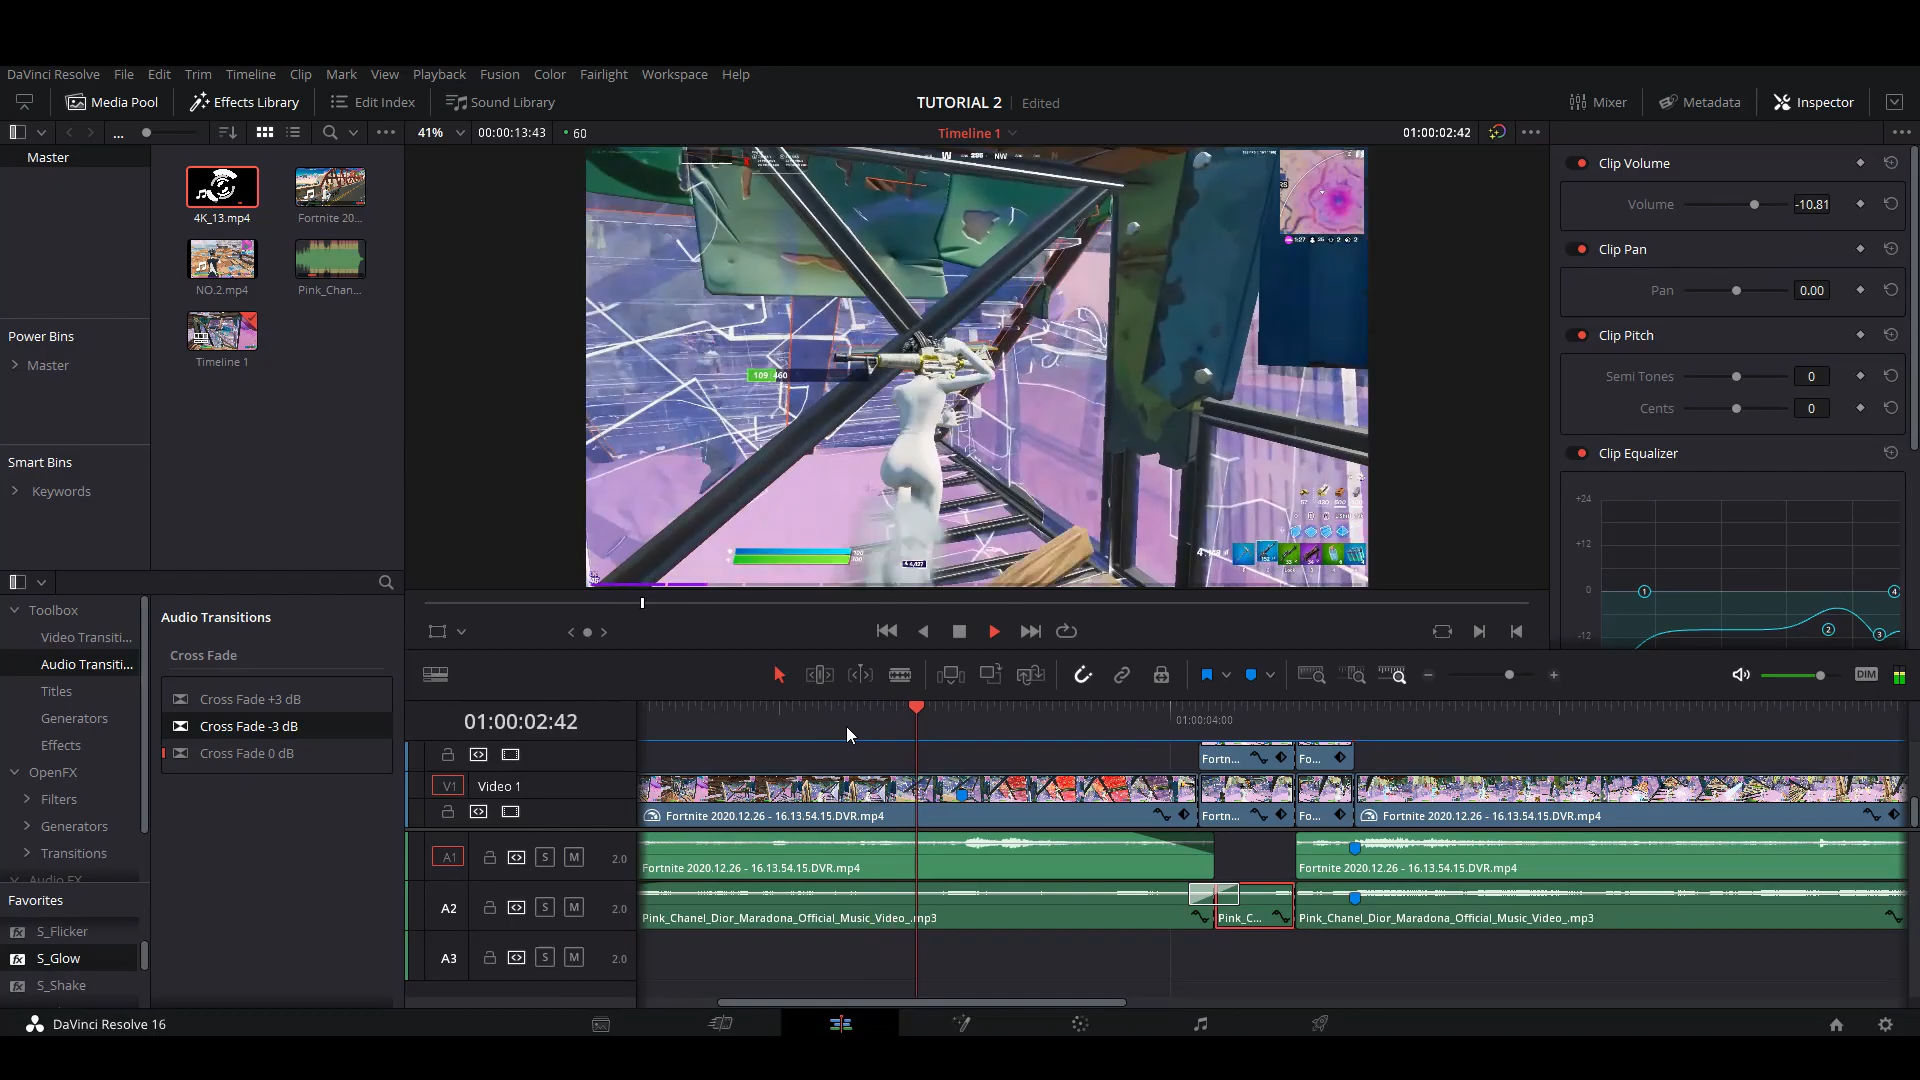 DaVinci Resolve File Edit Trim Timeline Clip Mark View Playback Fusion Color Fairlight Workspace Help
Media Pool Effects Library Edit Index Sound Library TUTORIAL 2 Edited Mixer Metadata Inspector
... 41% 00:00:13:43 60 Timeline 1 01:00:02:42
Master
4K_13.mp4 Fortnite 20...
NO.2.mp4 Pink_Chan...
Timeline 1
Power Bins
Master
Smart Bins
Keywords
W 295 NW
109 460
Clip Volume
Volume -10.81
Clip Pan
Pan 0.00
Clip Pitch
Semi Tones 0
Cents 0
Clip Equalizer
+24
+12
0
-12
1 2 3 4
Toolbox
Video Transiti...
Audio Transiti...
Titles
Generators
Effects
OpenFX
Filters
Generators
Transitions
Audio FX
Favorites
S_Flicker
S_Glow
S_Shake
Audio Transitions
Cross Fade
Cross Fade +3 dB
Cross Fade -3 dB
Cross Fade 0 dB
DIM
01:00:02:42 01:00:04:00
Fortn... Fo...
V1 Video 1
Fortnite 2020.12.26 - 16.13.54.15.DVR.mp4 Fortn... Fo... Fortnite 2020.12.26 - 16.13.54.15.DVR.mp4
A1 S M 2.0
Fortnite 2020.12.26 - 16.13.54.15.DVR.mp4 Fortnite 2020.12.26 - 16.13.54.15.DVR.mp4
A2 S M 2.0
Pink_Chanel_Dior_Maradona_Official_Music_Video_.mp3 Pink_C... Pink_Chanel_Dior_Maradona_Official_Music_Video_.mp3
A3 S M 2.0
DaVinci Resolve 16